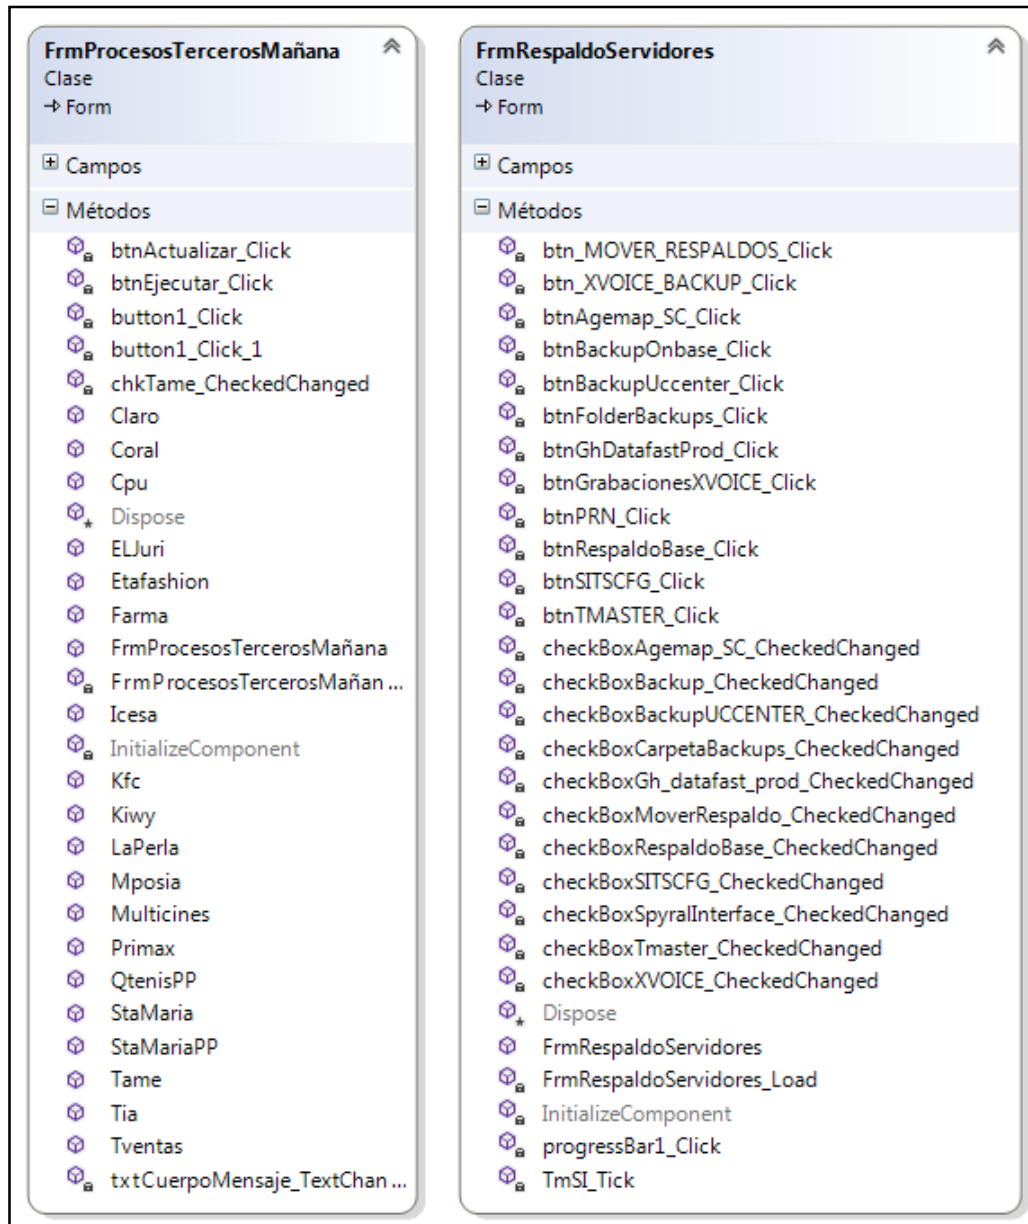 FrmProcesosTercerosMañana
Clase
Form
Campos
Métodos
btnActualizar_Click
btnEjecutar_Click
button1_Click
button1_Click_1
chkTame_CheckedChanged
Claro
Coral
Cpu
Dispose
ELJuri
Etafashion
Farma
FrmProcesosTercerosMañana
FrmProcesosTercerosMañan ...
Icesa
InitializeComponent
Kfc
Kiwy
LaPerla
Mposia
Multicines
Primax
QtenisPP
StaMaria
StaMariaPP
Tame
Tia
Tventas
txtCuerpoMensaje_TextChan ...
FrmRespaldoServidores
Clase
Form
Campos
Métodos
btn_MOVER_RESPALDOS_Click
btn_XVOICE_BACKUP_Click
btnAgemap_SC_Click
btnBackupOnbase_Click
btnBackupUccenter_Click
btnFolderBackups_Click
btnGhDatafastProd_Click
btnGrabacionesXVOICE_Click
btnPRN_Click
btnRespaldoBase_Click
btnSITSCFG_Click
btnTMASTER_Click
checkBoxAgemap_SC_CheckedChanged
checkBoxBackup_CheckedChanged
checkBoxBackupUCCENTER_CheckedChanged
checkBoxCarpetaBackups_CheckedChanged
checkBoxGh_datafast_prod_CheckedChanged
checkBoxMoverRespaldo_CheckedChanged
checkBoxRespaldoBase_CheckedChanged
checkBoxSITSCFG_CheckedChanged
checkBoxSpyralInterface_CheckedChanged
checkBoxTmaster_CheckedChanged
checkBoxXVOICE_CheckedChanged
Dispose
FrmRespaldoServidores
FrmRespaldoServidores_Load
InitializeComponent
progressBar1_Click
TmSI_Tick